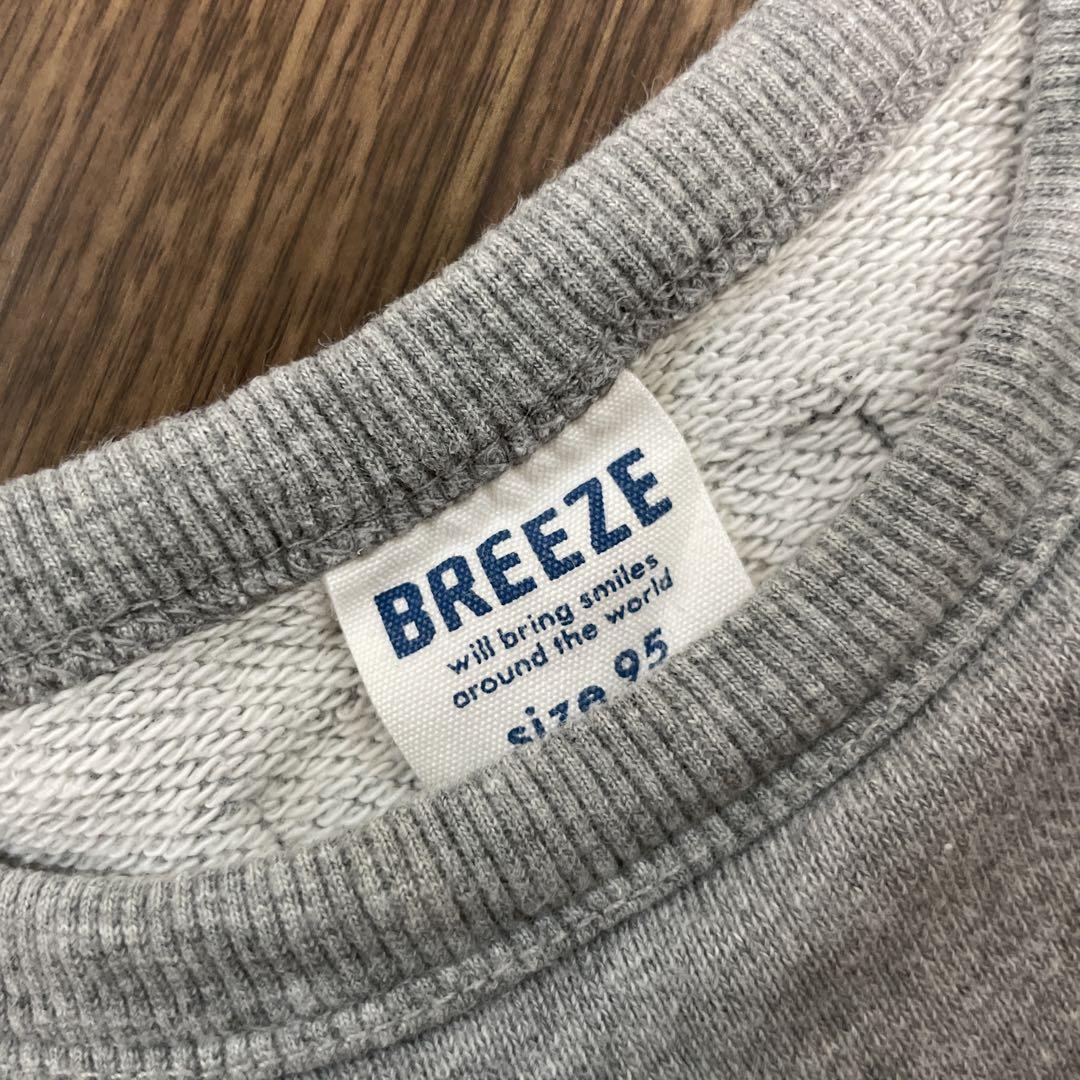 BREEZE
will bring smiles
around the world
size 95